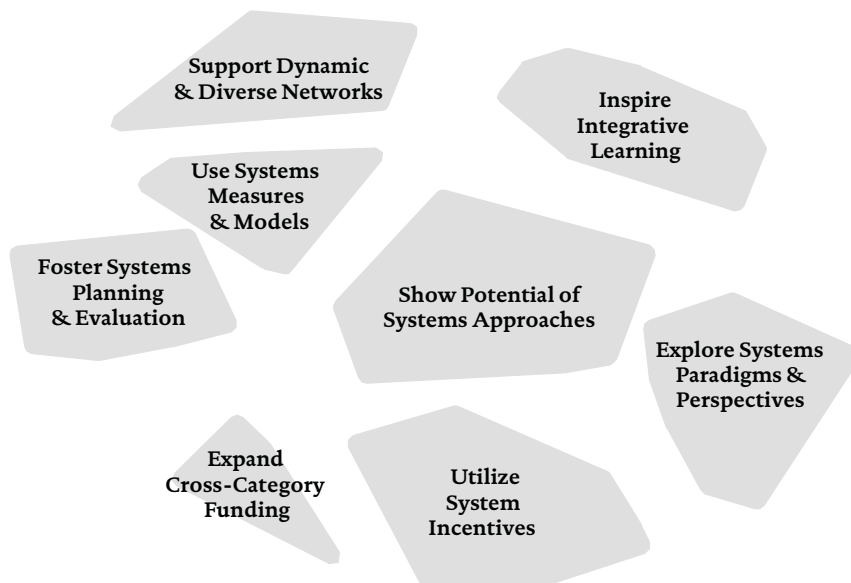 Support Dynamic
& Diverse Networks
Inspire
Integrative
Learning
Use Systems
Measures
& Models
Foster Systems
Planning
& Evaluation
Show Potential of
Systems Approaches
Explore Systems
Paradigms &
Perspectives
Expand
Cross-Category
Funding
Utilize
System
Incentives